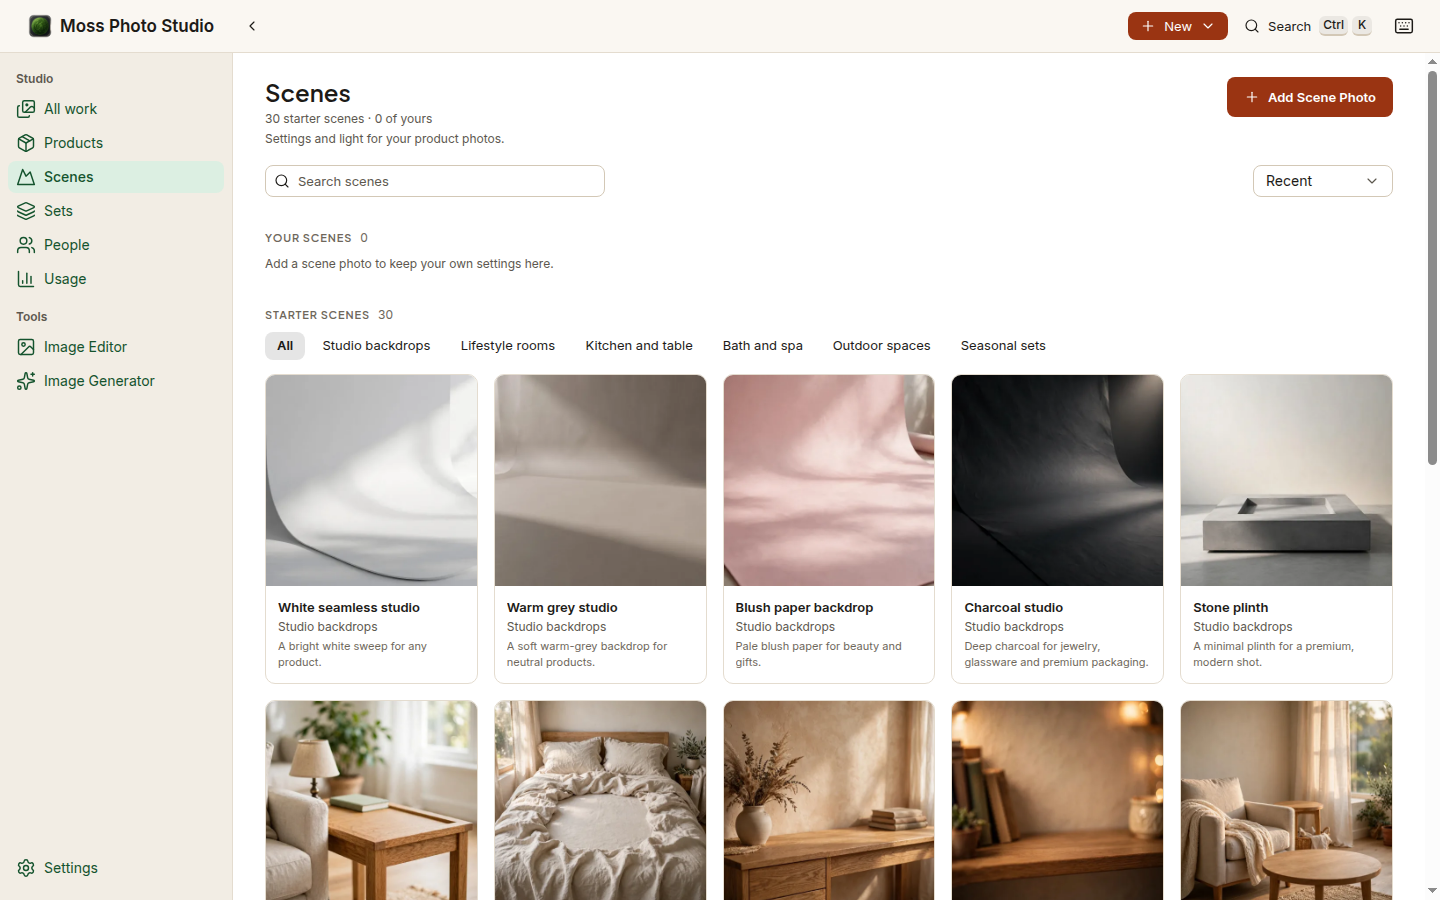 Moss Photo Studio
New
Search
Ctrl
K
Studio
All work
Products
Scenes
Sets
People
Usage
Tools
Image Editor
Image Generator
Settings
Scenes
30 starter scenes · 0 of yours
Settings and light for your product photos.
Add Scene Photo
Search scenes
Recent
YOUR SCENES 0
Add a scene photo to keep your own settings here.
STARTER SCENES 30
All
Studio backdrops
Lifestyle rooms
Kitchen and table
Bath and spa
Outdoor spaces
Seasonal sets
White seamless studio
Studio backdrops
A bright white sweep for any
product.
Warm grey studio
Studio backdrops
A soft warm-grey backdrop for
neutral products.
Blush paper backdrop
Studio backdrops
Pale blush paper for beauty and
gifts.
Charcoal studio
Studio backdrops
Deep charcoal for jewelry,
glassware and premium packaging.
Stone plinth
Studio backdrops
A minimal plinth for a premium,
modern shot.